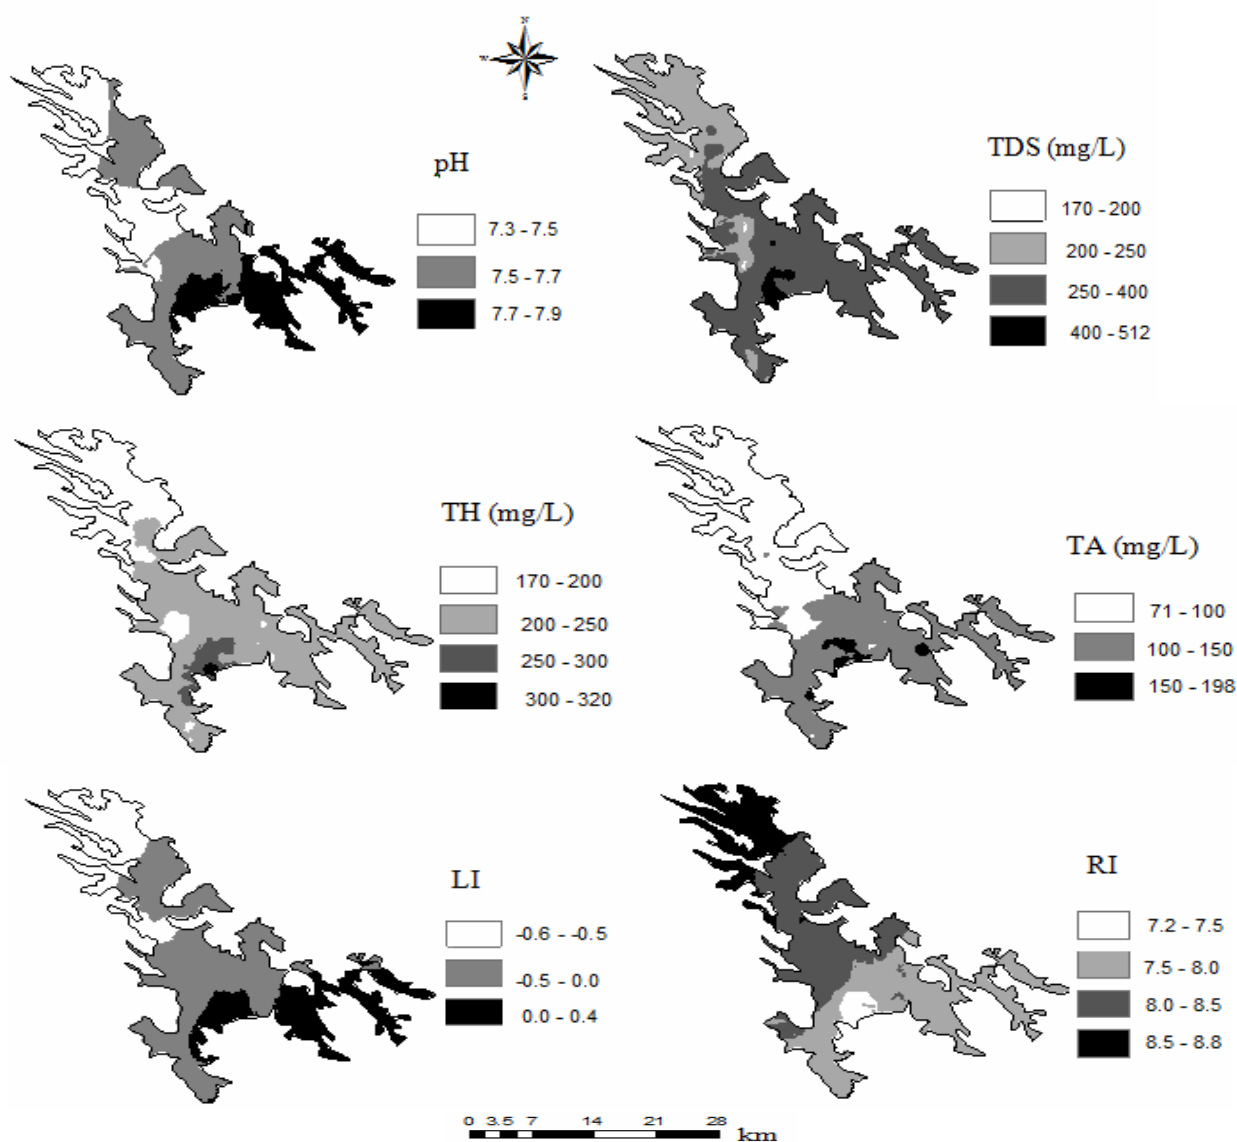 N
W E
S
pH
7.3 - 7.5
7.5 - 7.7
7.7 - 7.9
TDS (mg/L)
170 - 200
200 - 250
250 - 400
400 - 512
TH (mg/L)
170 - 200
200 - 250
250 - 300
300 - 320
TA (mg/L)
71 - 100
100 - 150
150 - 198
LI
-0.6 - -0.5
-0.5 - 0.0
0.0 - 0.4
RI
7.2 - 7.5
7.5 - 8.0
8.0 - 8.5
8.5 - 8.8
0 3.5 7 14 21 28
km